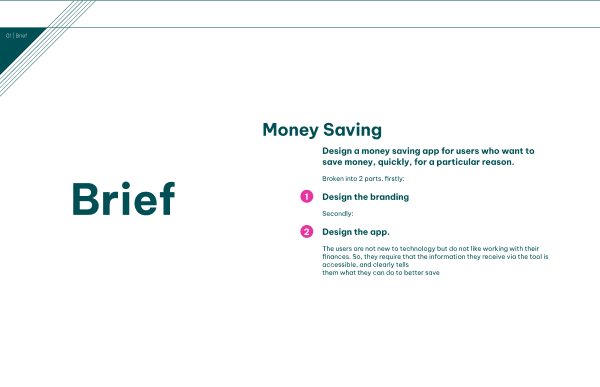 01 | Brief
Money Saving
Design a money saving app for users who want to
save money, quickly, for a particular reason.
Broken into 2 parts, firstly:
Brief
1 Design the branding
Secondly:
2 Design the app.
The users are not new to technology but do not like working with their
finances. So, they require that the information they receive via the tool is
accessible, and clearly tells
them what they can do to better save